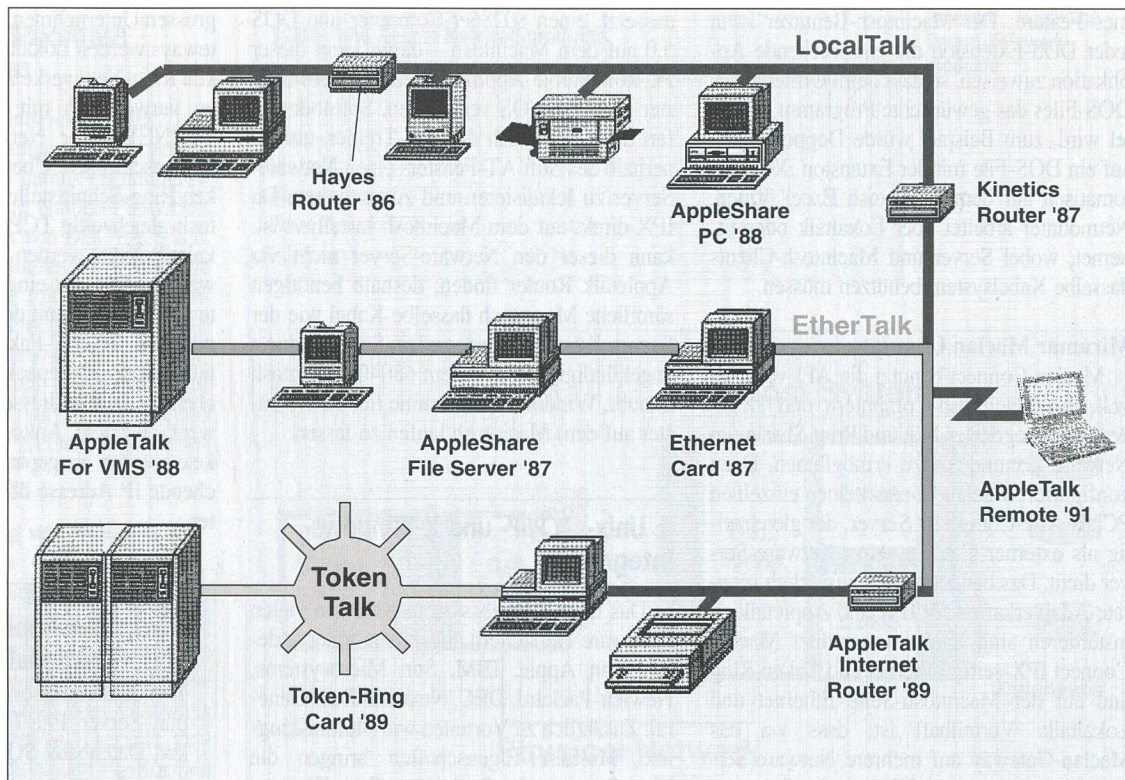 LocalTalk
Hayes
Router '86
AppleShare
PC '88
Kinetics
Router '87
EtherTalk
AppleTalk
For VMS '88
AppleShare
File Server '87
Ethernet
Card '87
AppleTalk
Remote '91
Token
Talk
Token-Ring
Card '89
AppleTalk
Internet
Router '89